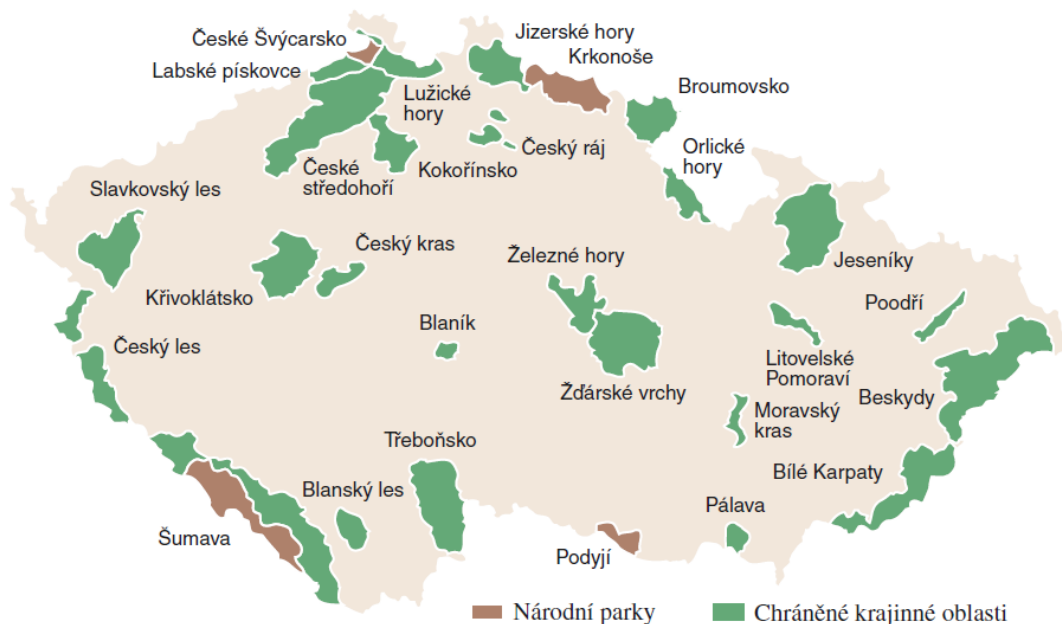 České Švýcarsko
Labské pískovce
Jizerské hory
Krkonoše
Broumovsko
Lužické
hory
Český ráj
Orlické
hory
České
středohoří
Kokořínsko
Slavkovský les
Český kras
Železné hory
Jeseníky
Křivoklátsko
Poodří
Blaník
Český les
Litovelské
Pomoraví
Žďárské vrchy
Beskydy
Moravský
kras
Třeboňsko
Bílé Karpaty
Blanský les
Pálava
Šumava
Podyjí
Národní parky
Chráněné krajinné oblasti